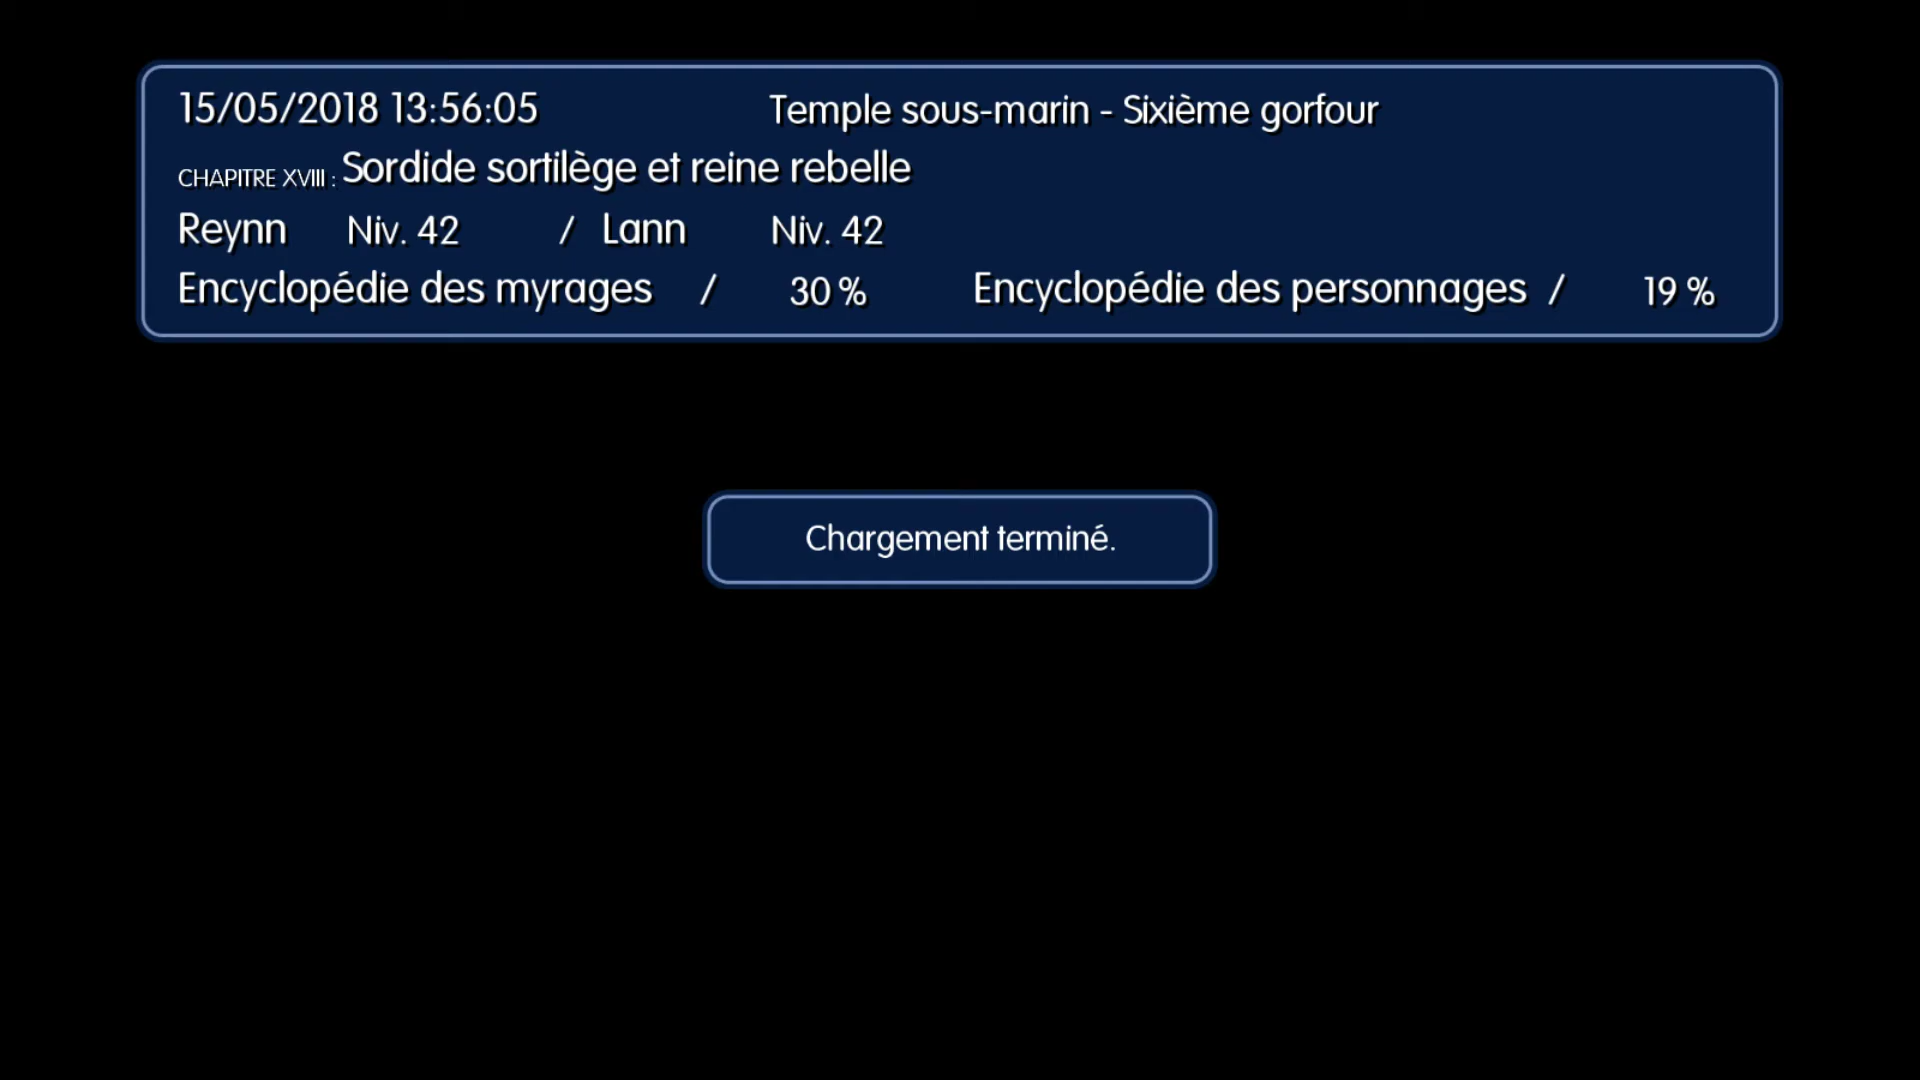 15/05/2018 13:56:05 Temple sous-marin - Sixième gorfour
CHAPITRE XVIII : Sordide sortilège et reine rebelle
Reynn Niv. 42 / Lann Niv. 42
Encyclopédie des myrages / 30 % Encyclopédie des personnages / 19 %
Chargement terminé.